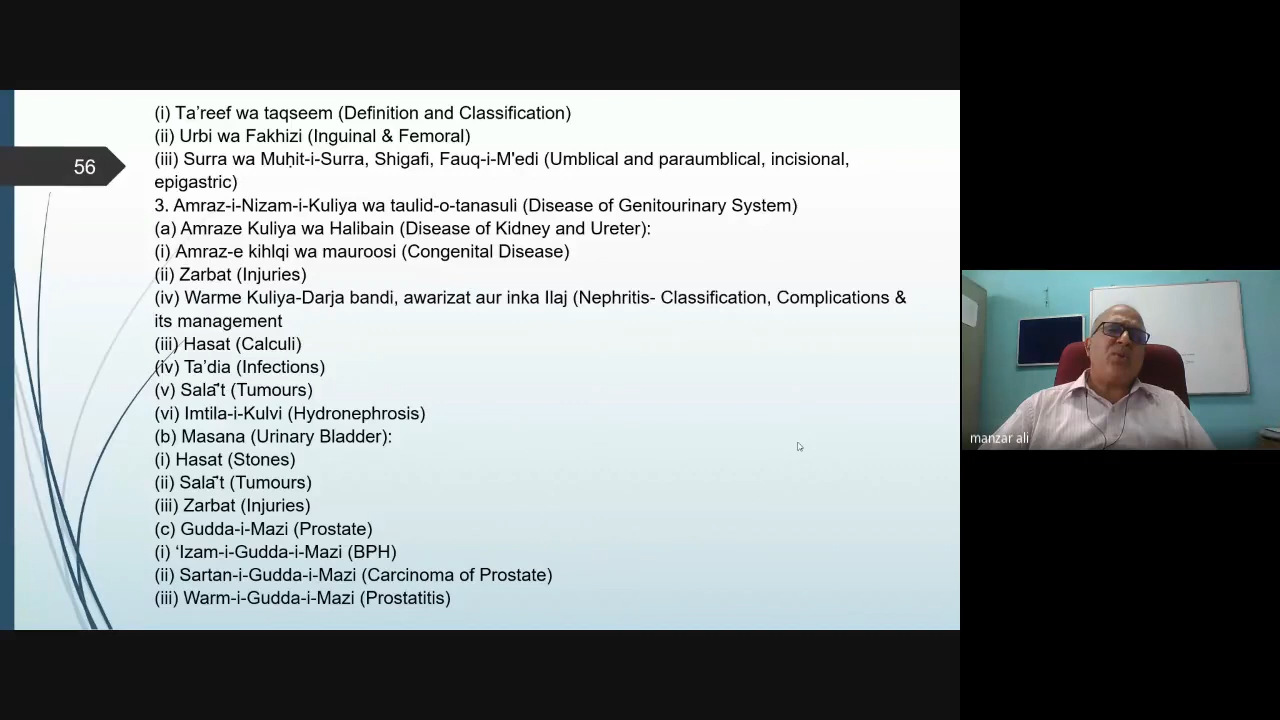 56
(i) Ta’reef wa taqseem (Definition and Classification)
(ii) Urbi wa Fakhizi (Inguinal & Femoral)
(iii) Surra wa Muḥit-i-Surra, Shigafi, Fauq-i-M'edi (Umblical and paraumblical, incisional,
epigastric)
3. Amraz-i-Nizam-i-Kuliya wa taulid-o-tanasuli (Disease of Genitourinary System)
(a) Amraze Kuliya wa Halibain (Disease of Kidney and Ureter):
(i) Amraz-e kihlqi wa mauroosi (Congenital Disease)
(ii) Zarbat (Injuries)
(iv) Warme Kuliya-Darja bandi, awarizat aur inka Ilaj (Nephritis- Classification, Complications &
its management
(iii) Hasat (Calculi)
(iv) Ta’dia (Infections)
(v) Sala ̄t (Tumours)
(vi) Imtila-i-Kulvi (Hydronephrosis)
(b) Masana (Urinary Bladder):
(i) Hasat (Stones)
(ii) Sala ̄t (Tumours)
(iii) Zarbat (Injuries)
(c) Gudda-i-Mazi (Prostate)
(i) ‘Izam-i-Gudda-i-Mazi (BPH)
(ii) Sartan-i-Gudda-i-Mazi (Carcinoma of Prostate)
(iii) Warm-i-Gudda-i-Mazi (Prostatitis)
manzar ali